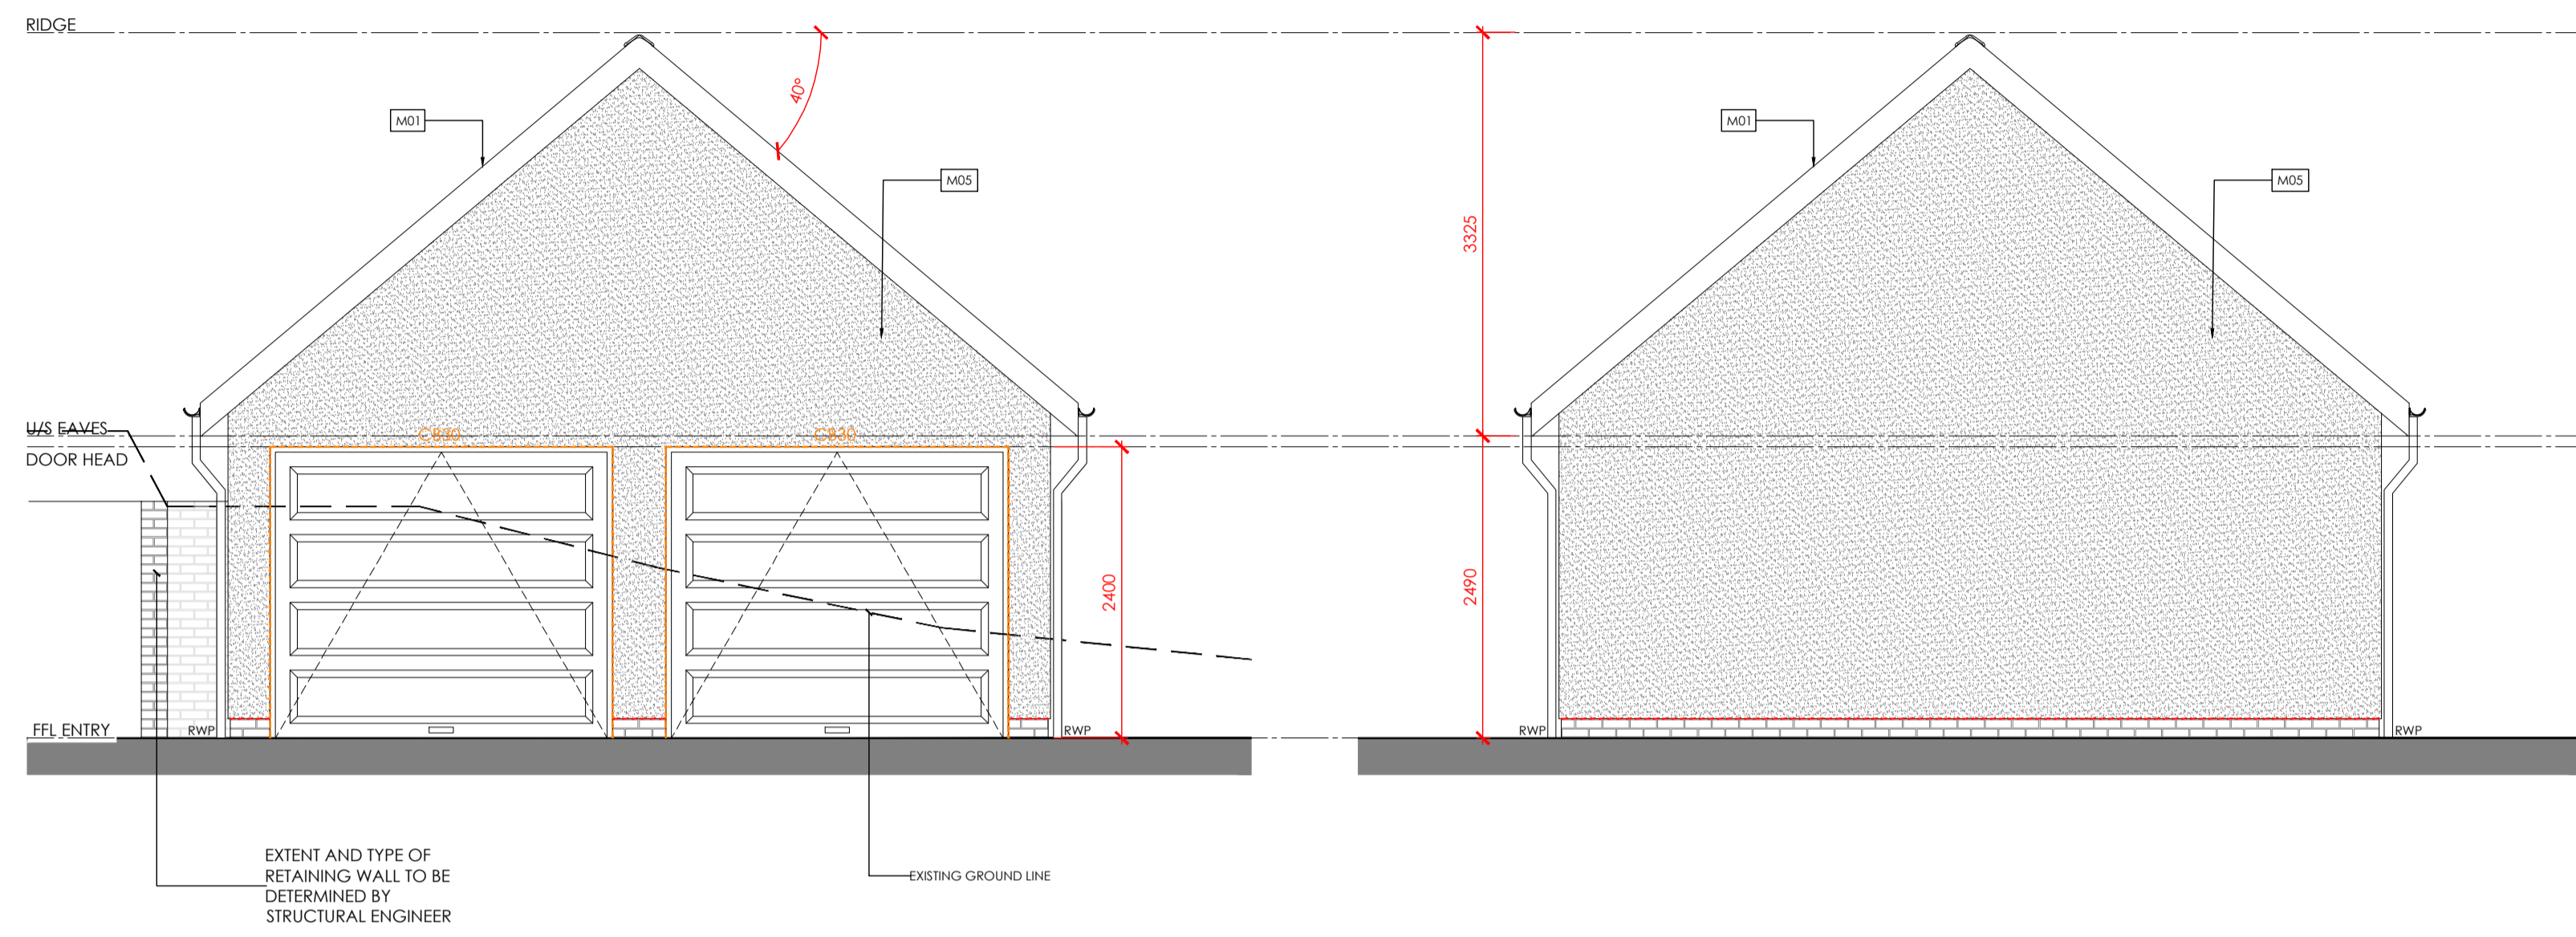 RIDGE
40°
M01
M05
M01
M05
3325
U/S EAVES
DOOR HEAD
CB30
CB30
2400
2490
FFL ENTRY
RWP
RWP
RWP
RWP
EXTENT AND TYPE OF
RETAINING WALL TO BE
DETERMINED BY
STRUCTURAL ENGINEER
EXISTING GROUND LINE